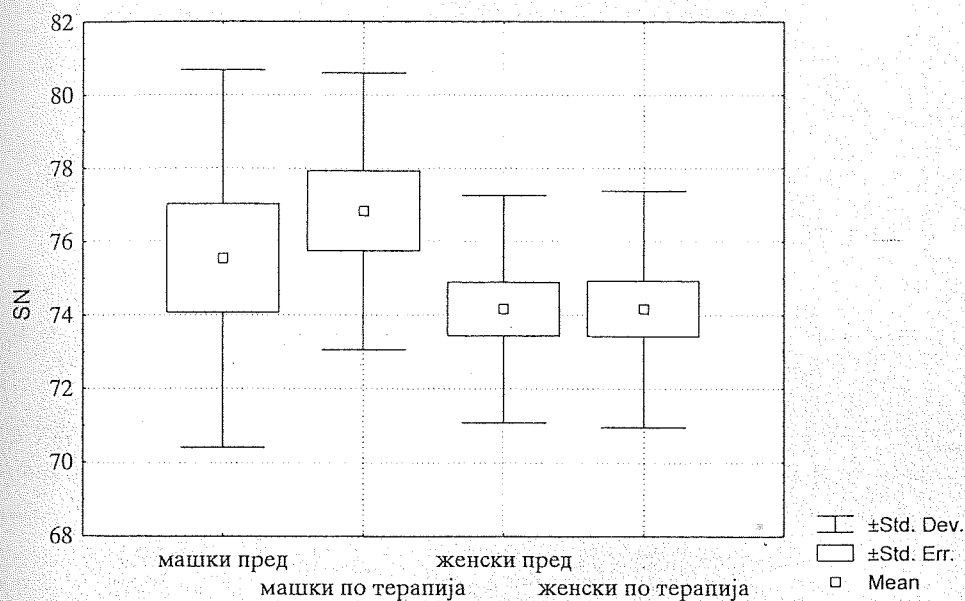 82
80
78
76
74
72
70
68
SN
машки пред
женски пред
машки по терапија
женски по терапија
±Std. Dev.
±Std. Err.
Mean